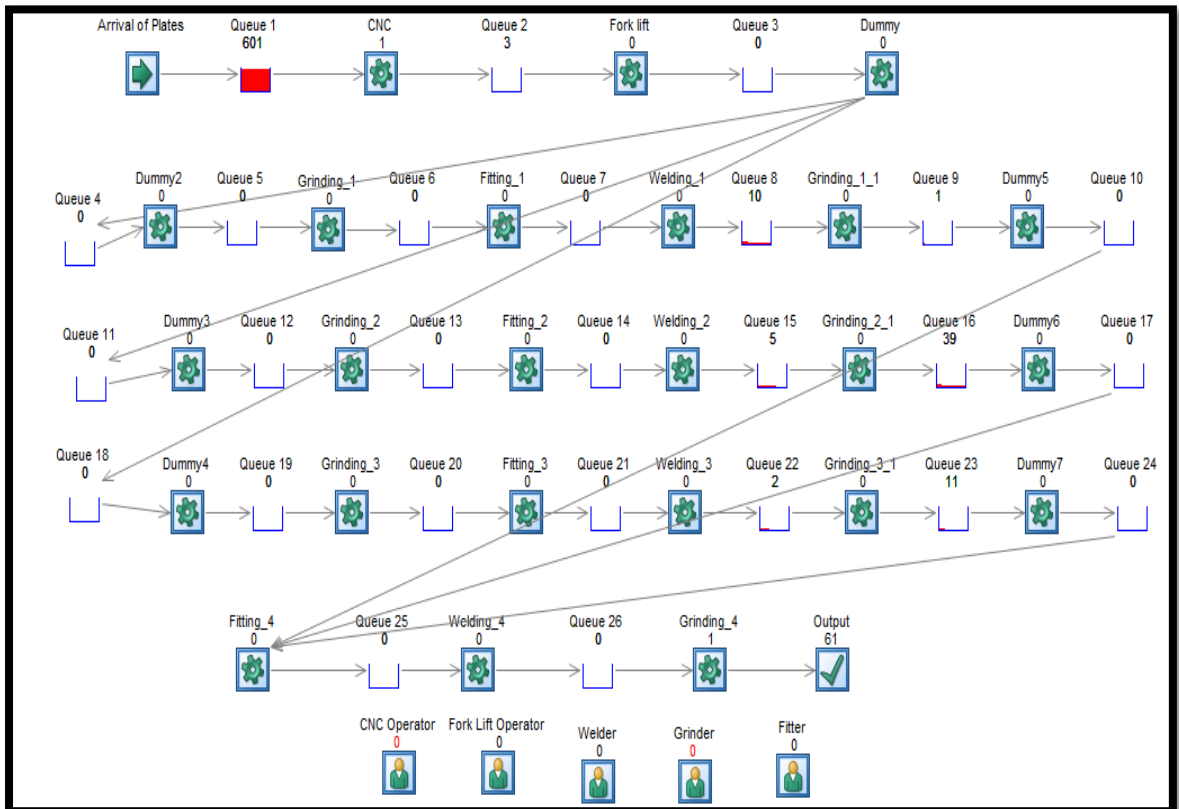 Arrival of Plates Queue 1 CNC Queue 2 Fork lift Queue 3 Dummy
601 1 3 0 0 0
Queue 4 Dummy2 Queue 5 Grinding_1 Queue 6 Fitting_1 Queue 7 Welding_1 Queue 8 Grinding_1_1 Queue 9 Dummy5 Queue 10
0 0 0 0 0 0 0 0 10 0 1 0 0
Queue 11 Dummy3 Queue 12 Grinding_2 Queue 13 Fitting_2 Queue 14 Welding_2 Queue 15 Grinding_2_1 Queue 16 Dummy6 Queue 17
0 0 0 0 0 0 0 0 5 0 39 0 0
Queue 18 Dummy4 Queue 19 Grinding_3 Queue 20 Fitting_3 Queue 21 Welding_3 Queue 22 Grinding_3_1 Queue 23 Dummy7 Queue 24
0 0 0 0 0 0 0 0 2 0 11 0 0
Fitting_4 Queue 25 Welding_4 Queue 26 Grinding_4 Output
0 0 0 0 1 61
CNC Operator Fork Lift Operator Welder Grinder Fitter
0 0 0 0 0